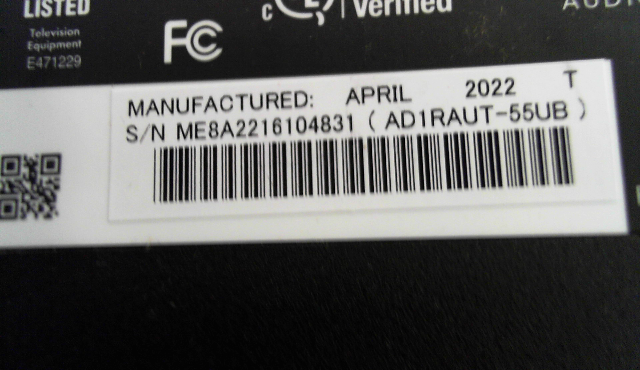 LISTED
Television
Equipment
E471229
FC
c
Verified
MANUFACTURED: APRIL 2022 T
S/N ME8A2216104831 ( AD1RAUT-55UB )